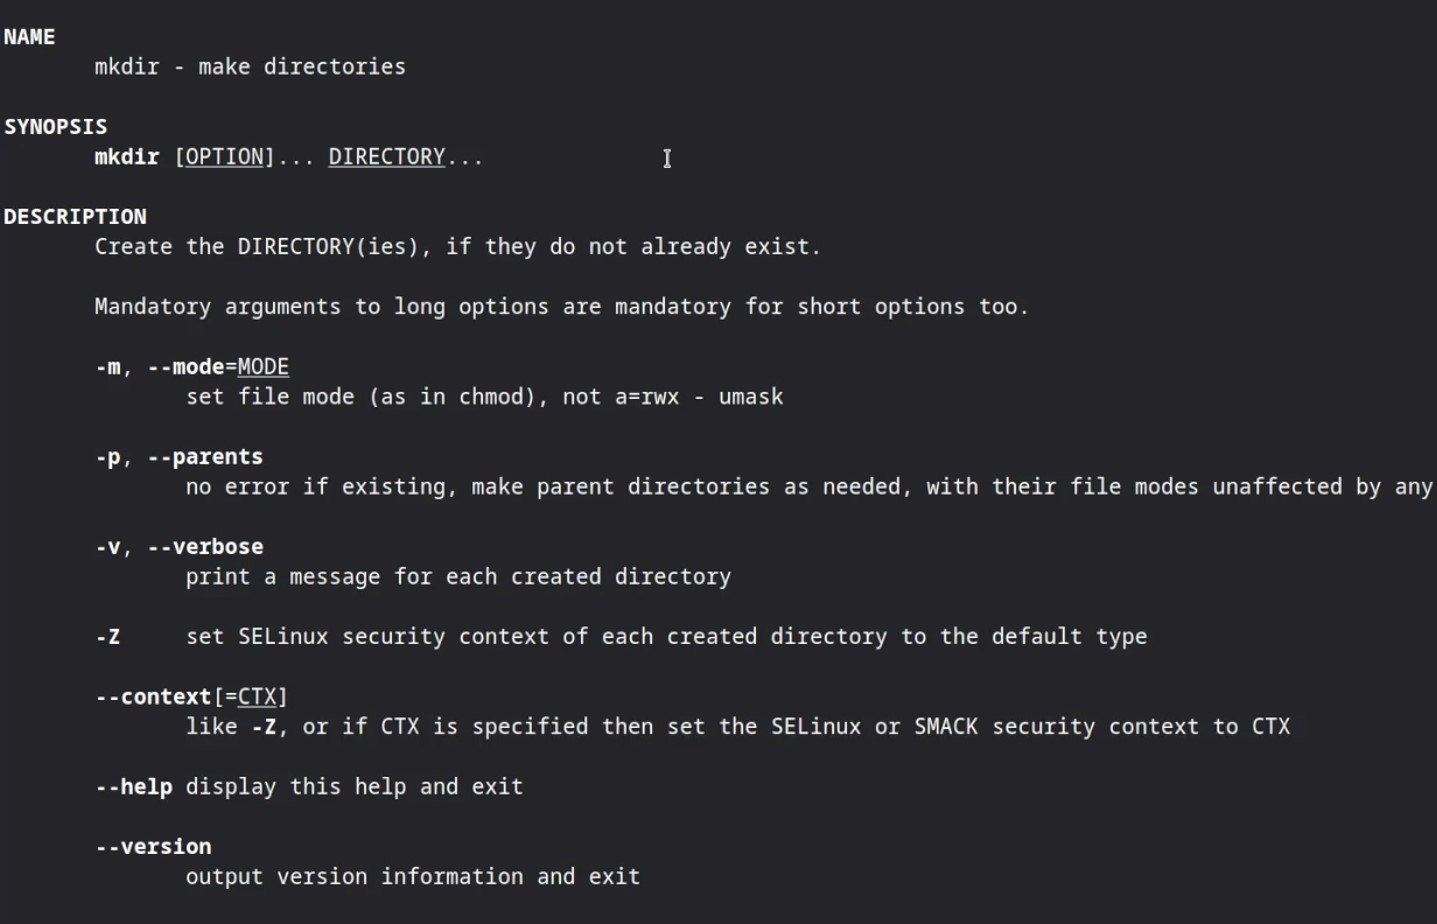 NAME
mkdir - make directories
SYNOPSIS
mkdir [OPTION]... DIRECTORY...
DESCRIPTION
Create the DIRECTORY(ies), if they do not already exist.
Mandatory arguments to long options are mandatory for short options too.
-m, --mode=MODE
set file mode (as in chmod), not a=rwx - umask
-p, --parents
no error if existing, make parent directories as needed, with their file modes unaffected by any
-v, --verbose
print a message for each created directory
-Z set SELinux security context of each created directory to the default type
--context[=CTX]
like -Z, or if CTX is specified then set the SELinux or SMACK security context to CTX
--help display this help and exit
--version
output version information and exit